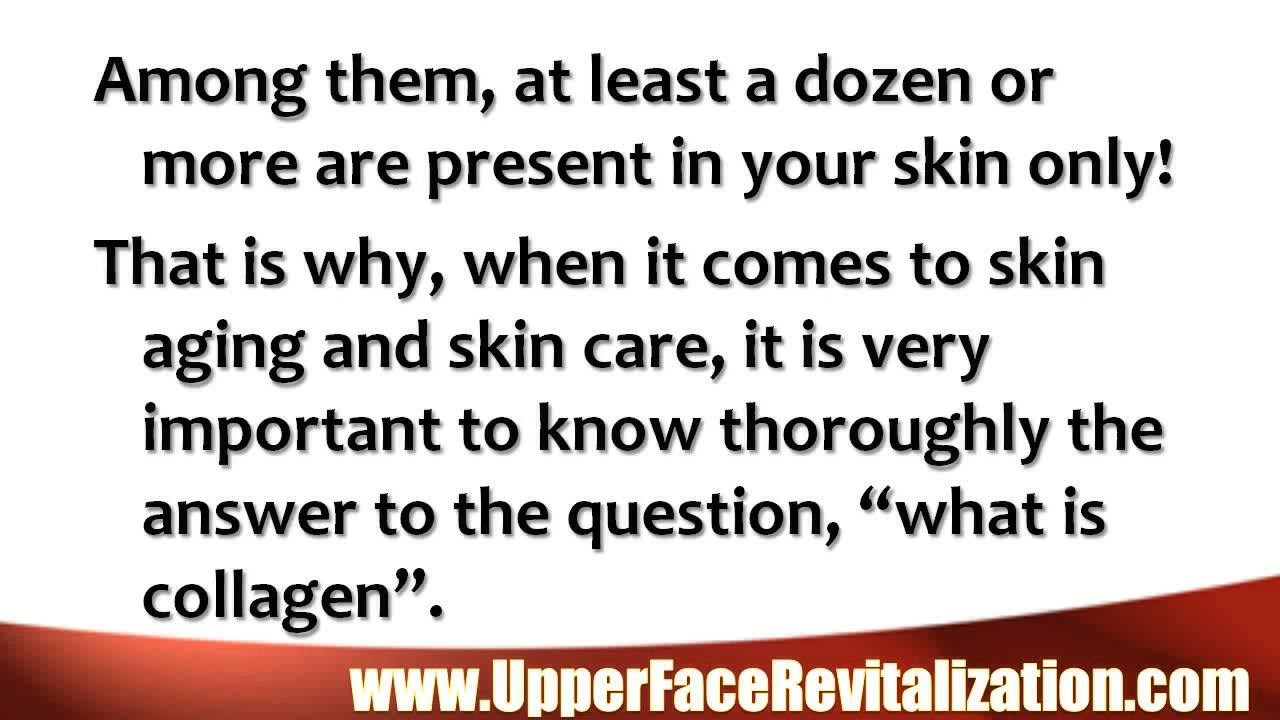 Among them, at least a dozen or
more are present in your skin only!
That is why, when it comes to skin
aging and skin care, it is very
important to know thoroughly the
answer to the question, “what is
collagen”.
www.UpperFaceRevitalization.com